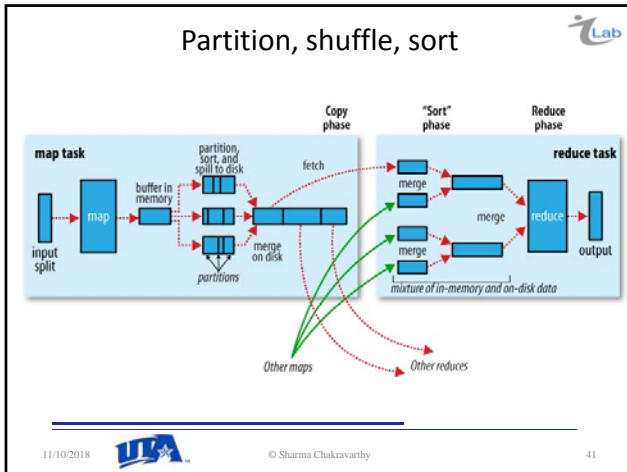 Partition, shuffle, sort
iLab
Copy phase
"Sort" phase
Reduce phase
map task
reduce task
partition, sort, and spill to disk
fetch
buffer in memory
map
merge
merge
merge
reduce
input split
merge on disk
output
partitions
mixture of in-memory and on-disk data
Other maps
Other reduces
11/10/2018
UTA
© Sharma Chakravarthy
41